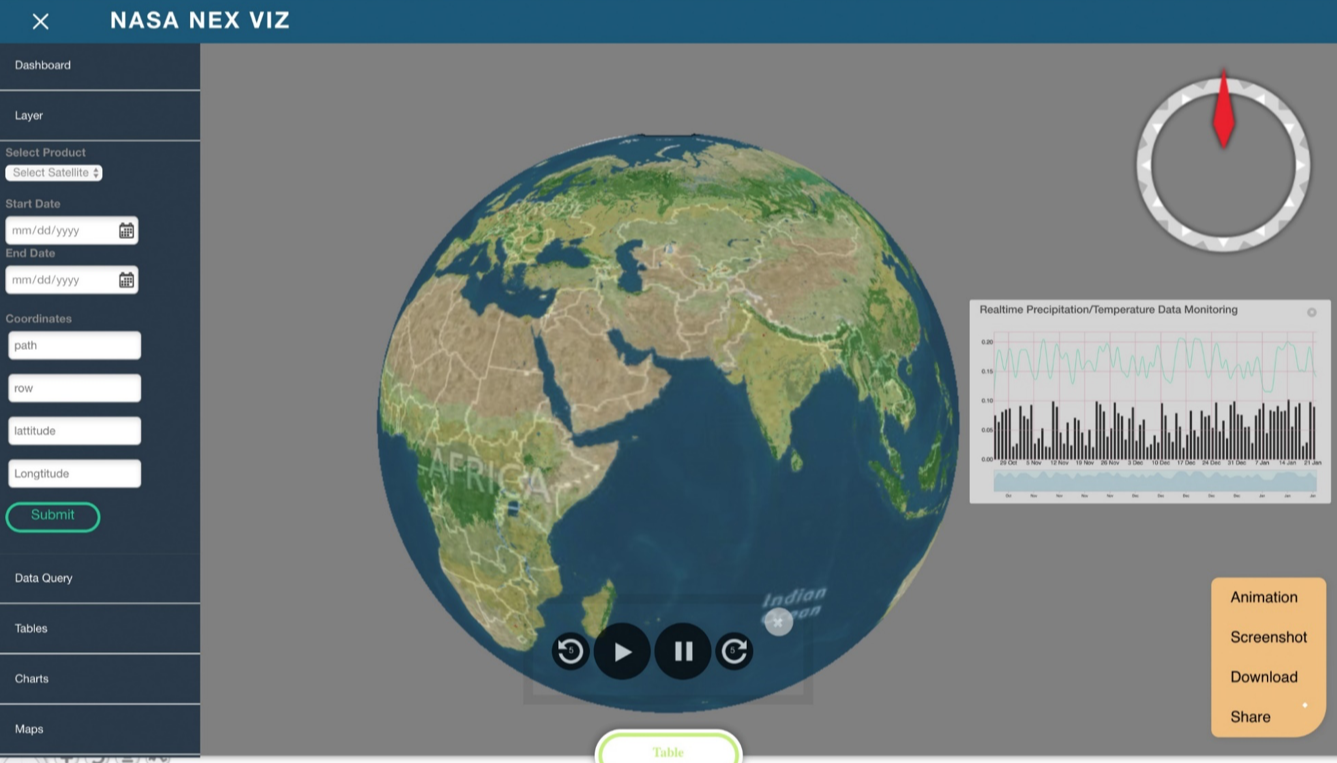 NASA NEX VIZ
Dashboard
Layer
Select Product
Select Satellite
Start Date
mm/dd/yyyy
End Date
mm/dd/yyyy
Coordinates
path
row
lattitude
Longtitude
Submit
Data Query
Tables
Charts
Maps
AFRICA
Indian
5
5
Table
Realtime Precipitation/Temperature Data Monitoring
0.20
0.15
0.10
0.05
0.00
29 Oct 5 Nov 12 Nov 19 Nov 26 Nov 3 Dec 10 Dec 17 Dec 24 Dec 31 Dec 7 Jan 14 Jan 21 Jan
Animation
Screenshot
Download
Share